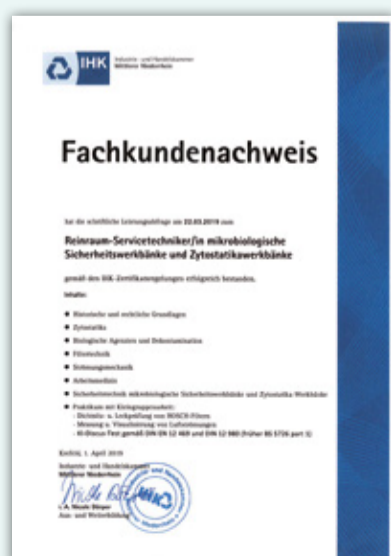 IHK
Industrie- und Handelskammer
Mittlerer Niederrhein
Fachkundenachweis
hat die schriftliche Leistungsabfrage am 22.03.2019 zum
Reinraum-Servicetechniker/in mikrobiologische
Sicherheitswerkbänke und Zytostatikawerkbänke
gemäß den IHK-Zertifikatsregelungen erfolgreich bestanden.
Inhalte:
● Historische und rechtliche Grundlagen
● Zytostatika
● Biologische Agenzien und Dekontamination
● Filtertechnik
● Strömungsmechanik
● Arbeitsmedizin
● Sicherheitstechnik mikrobiologische Sicherheitswerkbänke und Zytostatika-Werkbänke
● Praktikum mit Kleingruppenarbeit:
- Dichtsitz- u. Leckprüfung von HOSCH-Filtern
- Messung u. Visualisierung von Luftströmungen
- KI-Discus Test gemäß DIN EN 12 469 und DIN 12 980 (früher BS 5726 part 1)
Krefeld, 1. April 2019
Industrie- und Handelskammer
Mittlerer Niederrhein
i. A. Nicole Bürger
Aus- und Weiterbildung
IHK